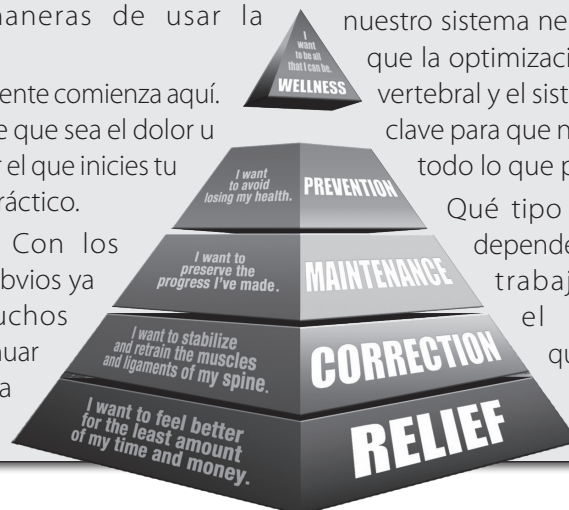 aneras de usar la
ente comienza aquí.
e que sea el dolor u
r el que inicies tu
ráctico.
Con los
bvios ya
uchos
nuar
a
nuestro sistema ne
que la optimizaci
vertebral y el sist
clave para que n
todo lo que p
Qué tipo
depende
trabaj
el
qu
I
want
to be all
that I can be.
WELLNESS
I want
to avoid
losing my health.
PREVENTION
I want to
preserve the
progress I've made.
MAINTENANCE
I want to stabilize
and retrain the muscles
and ligaments of my spine.
CORRECTION
I want to feel better
for the least amount
of my time and money.
RELIEF